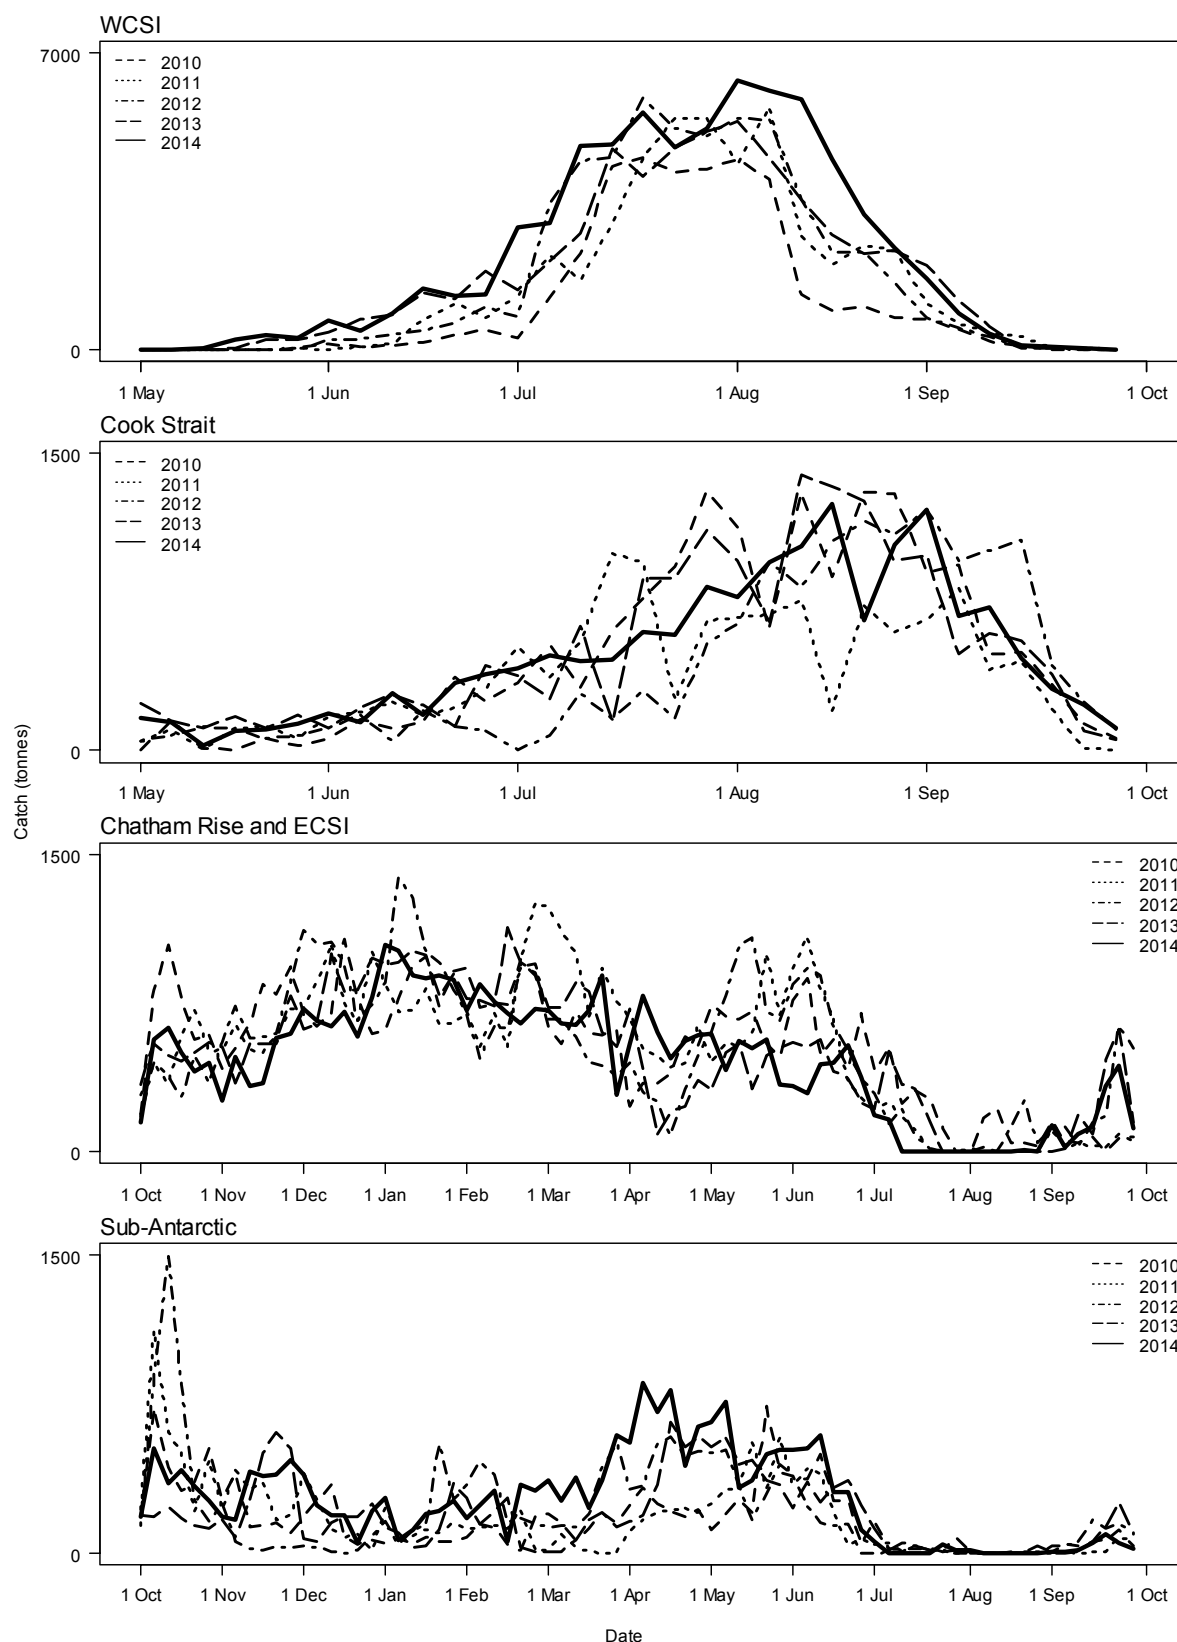 WCSI
7000
2010
2011
2012
2013
2014
0
1 May 1 Jun 1 Jul 1 Aug 1 Sep 1 Oct
Cook Strait
1500
2010
2011
2012
2013
2014
0
1 May 1 Jun 1 Jul 1 Aug 1 Sep 1 Oct
Catch (tonnes)
Chatham Rise and ECSI
1500
2010
2011
2012
2013
2014
0
1 Oct 1 Nov 1 Dec 1 Jan 1 Feb 1 Mar 1 Apr 1 May 1 Jun 1 Jul 1 Aug 1 Sep 1 Oct
Sub-Antarctic
1500
2010
2011
2012
2013
2014
0
1 Oct 1 Nov 1 Dec 1 Jan 1 Feb 1 Mar 1 Apr 1 May 1 Jun 1 Jul 1 Aug 1 Sep 1 Oct
Date